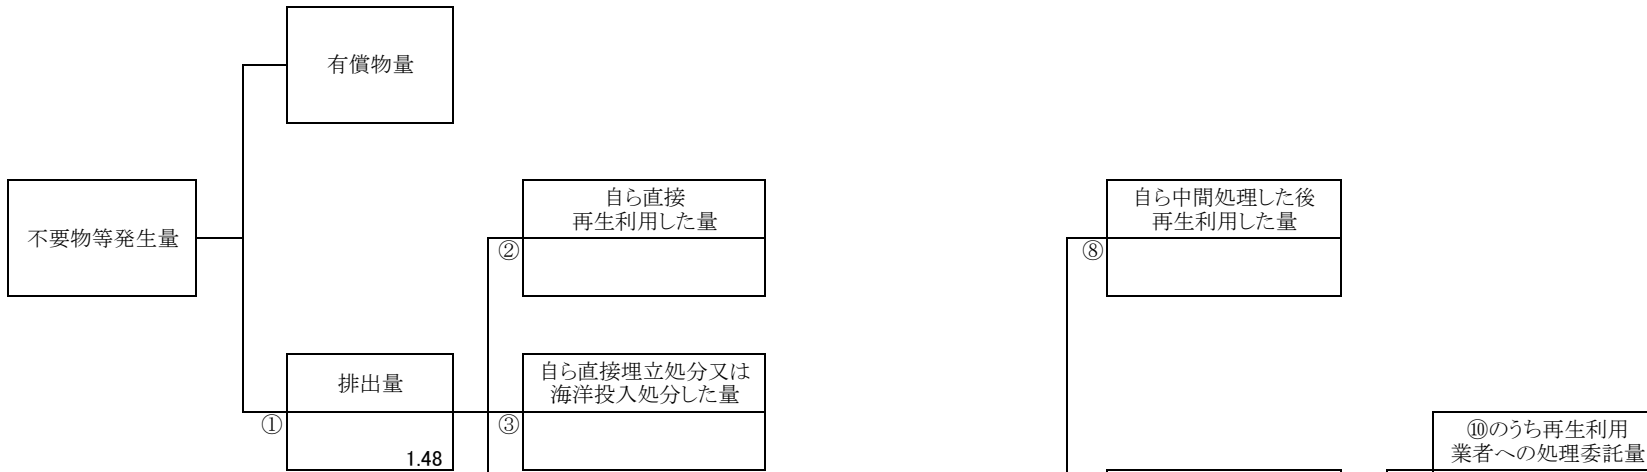 有償物量
不要物等発生量
自ら直接
再生利用した量
②
自ら中間処理した後
再生利用した量
⑧
排出量
①
1.48
自ら直接埋立処分又は
海洋投入処分した量
③
⑩のうち再生利用
業者への処理委託量